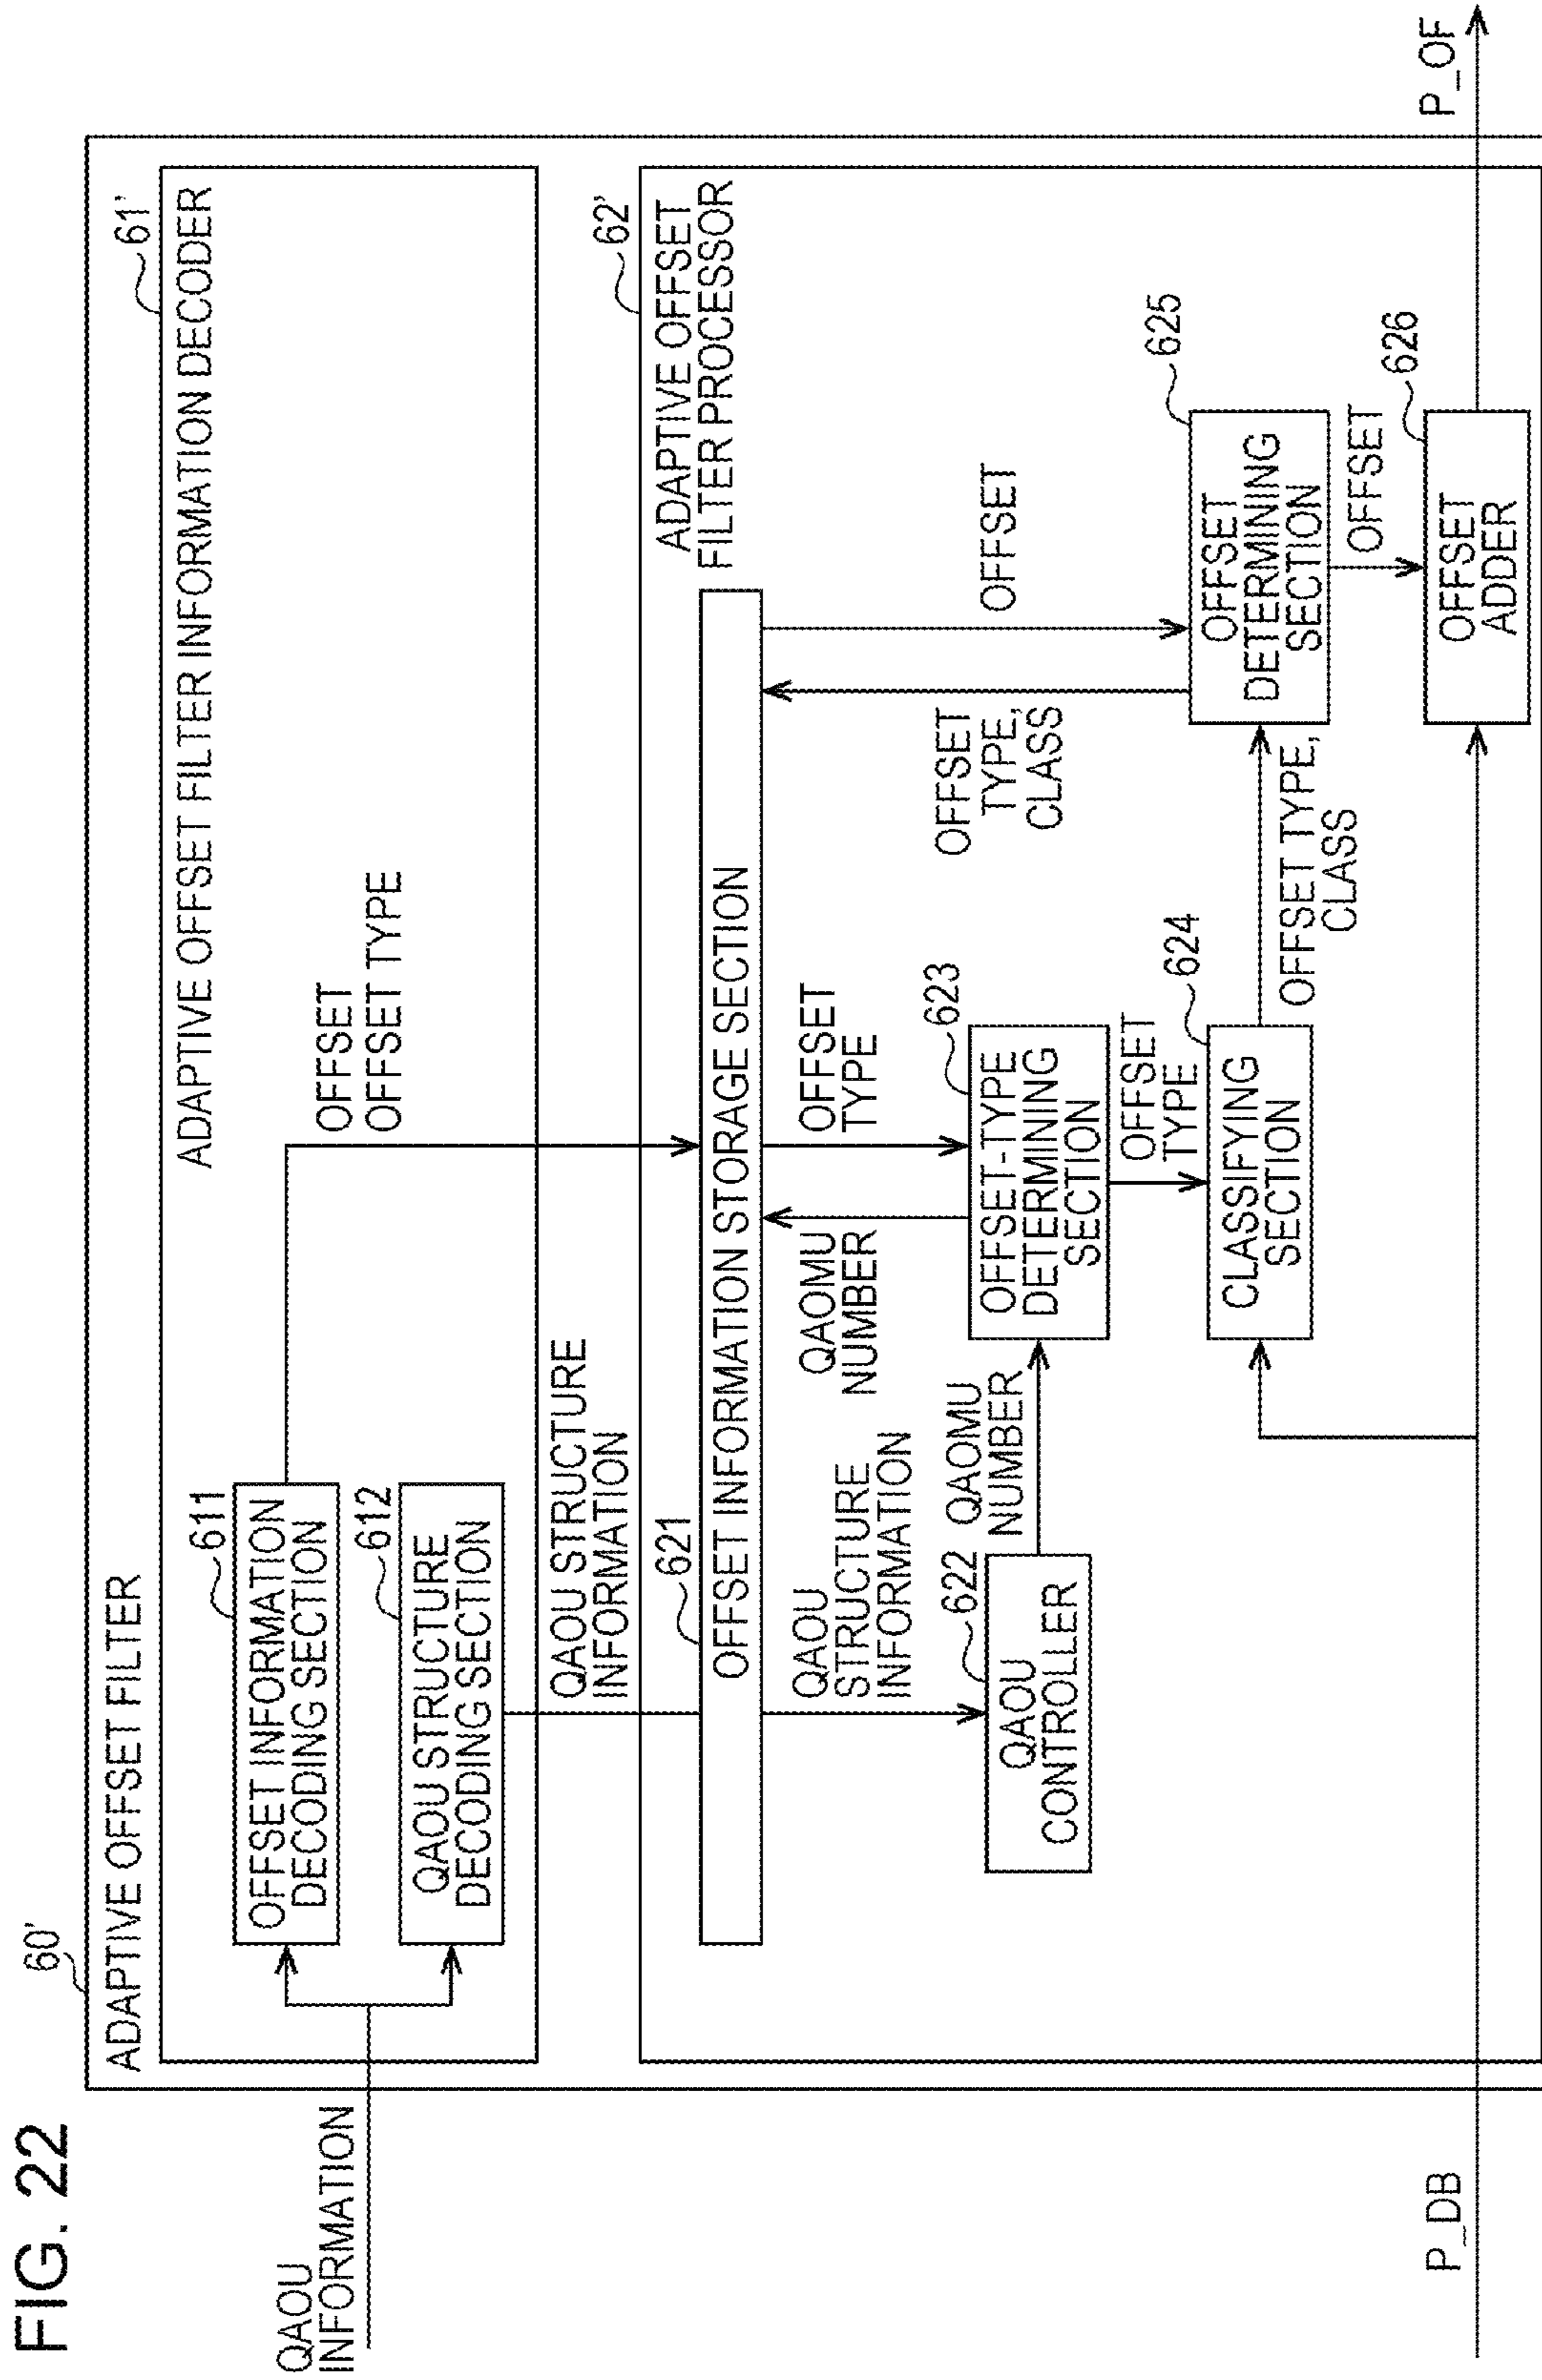 FIG. 22
60'
ADAPTIVE OFFSET FILTER
61'
ADAPTIVE OFFSET FILTER INFORMATION DECODER
QAOU
INFORMATION
611
OFFSET INFORMATION
DECODING SECTION
612
QAOU STRUCTURE
DECODING SECTION
OFFSET
OFFSET TYPE
QAOU STRUCTURE
INFORMATION
62'
ADAPTIVE OFFSET
FILTER PROCESSOR
621
OFFSET INFORMATION STORAGE SECTION
QAOU
STRUCTURE
INFORMATION
QAOMU
NUMBER
OFFSET
TYPE
OFFSET
TYPE,
CLASS
OFFSET
622
QAOU
CONTROLLER
QAOMU
NUMBER
623
OFFSET-TYPE
DETERMINING
SECTION
OFFSET
TYPE
624
CLASSIFYING
SECTION
OFFSET TYPE,
CLASS
625
OFFSET
DETERMINING
SECTION
OFFSET
626
OFFSET
ADDER
P_DB
P_OF